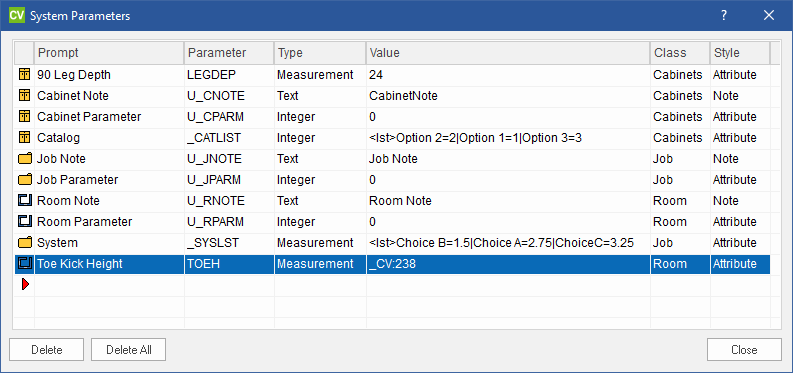 CV System Parameters ?
Prompt Parameter Type Value Class Style
90 Leg Depth LEGDEP Measurement 24 Cabinets Attribute
Cabinet Note U_CNOTE Text CabinetNote Cabinets Note
Cabinet Parameter U_CPARM Integer 0 Cabinets Attribute
Catalog _CATLIST Integer <lst>Option 2=2|Option 1=1|Option 3=3 Cabinets Attribute
Job Note U_JNOTE Text Job Note Job Note
Job Parameter U_JPARM Integer 0 Job Attribute
Room Note U_RNOTE Text Room Note Room Note
Room Parameter U_RPARM Integer 0 Room Attribute
System _SYSLST Measurement <lst>Choice B=1.5|Choice A=2.75|ChoiceC=3.25 Job Attribute
Toe Kick Height TOEH Measurement _CV:238 Room Attribute
Delete Delete All Close